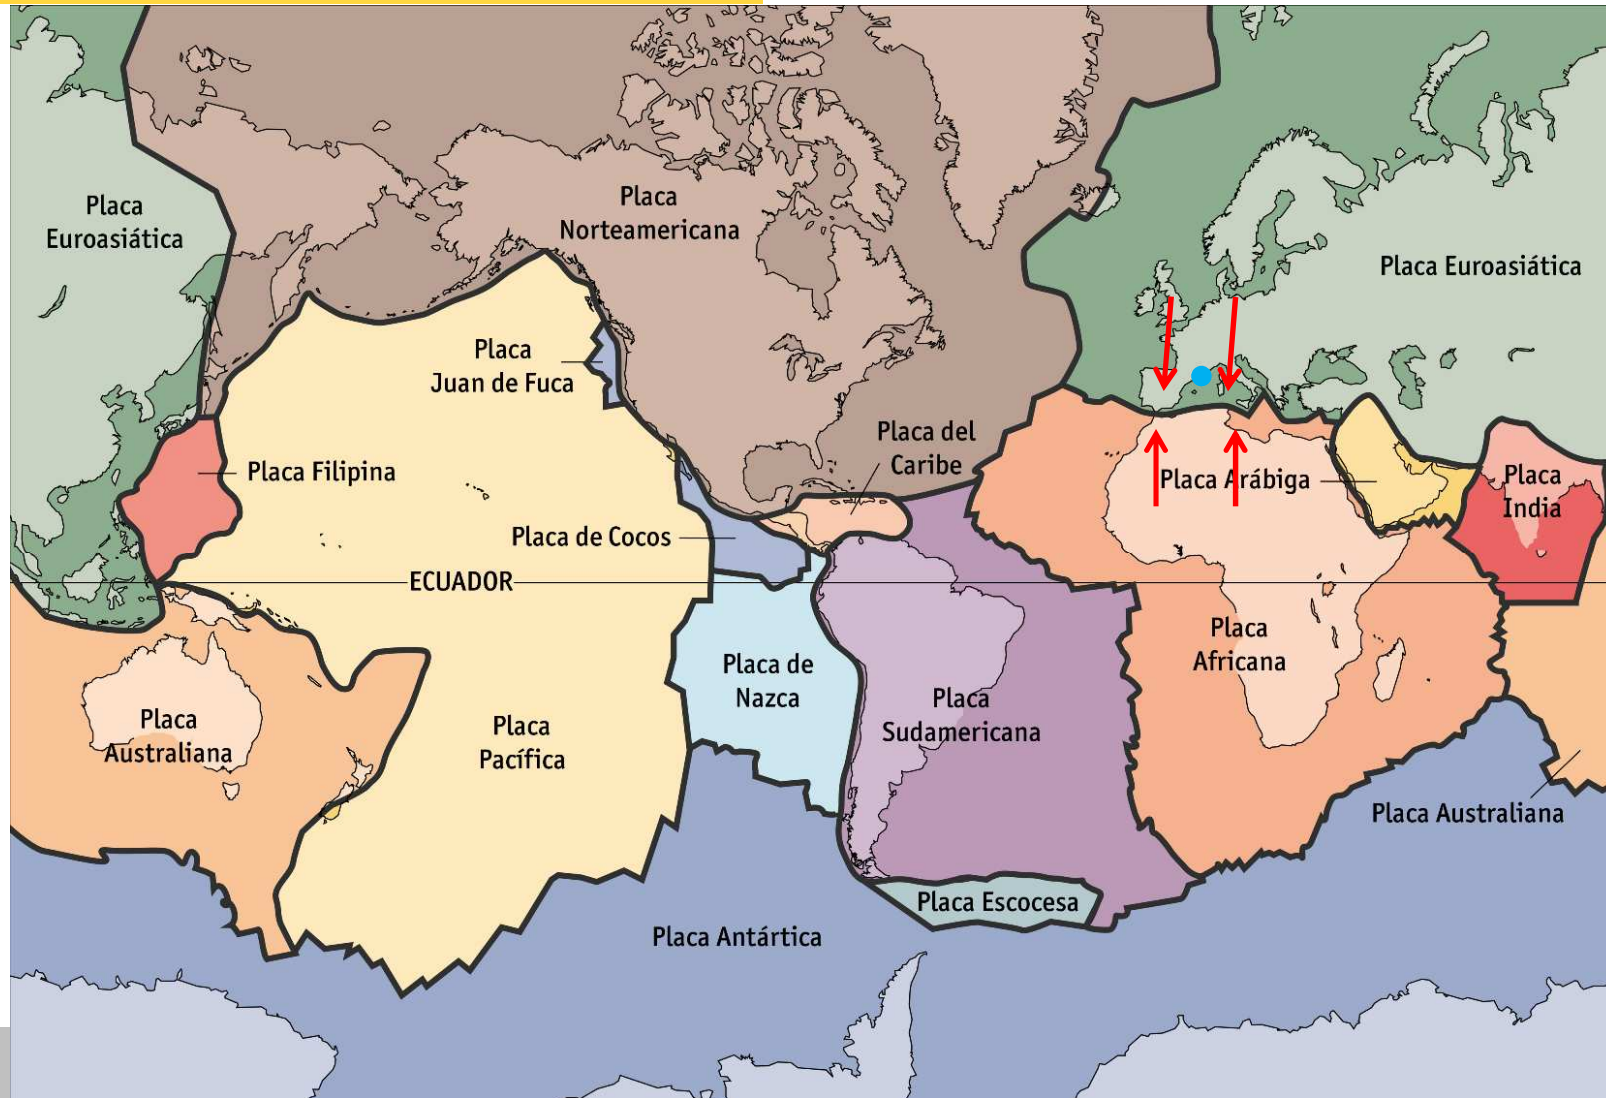 Placa
Euroasiática
Placa
Norteamericana
Placa Euroasiática
Placa
Juan de Fuca
Placa del
Caribe
Placa Filipina
Placa Arábiga
Placa
India
Placa de Cocos
ECUADOR
Placa
Africana
Placa de
Nazca
Placa
Sudamericana
Placa
Australiana
Placa
Pacífica
Placa Australiana
Placa Escocesa
Placa Antártica